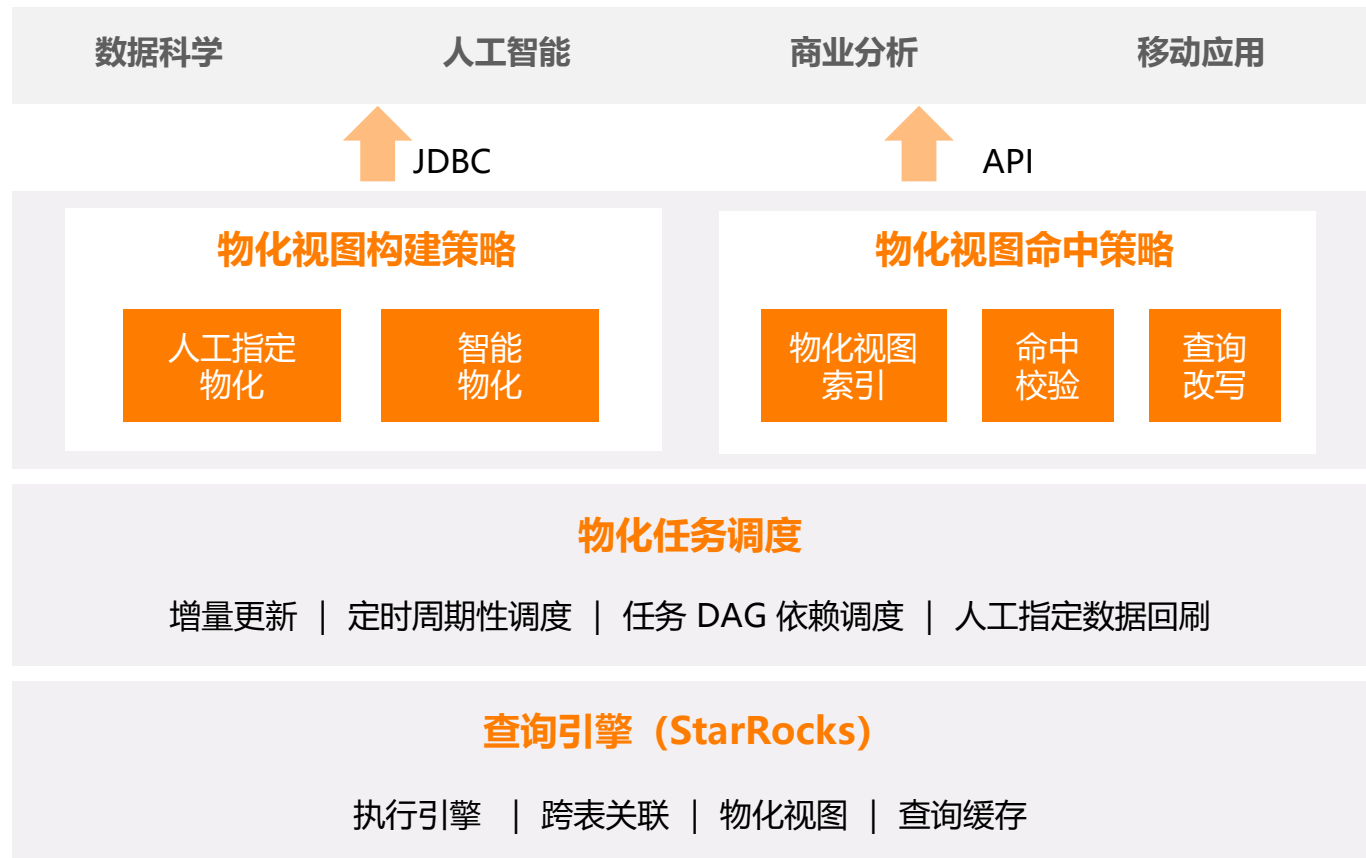 数据科学 人工智能 商业分析 移动应用
JDBC API
物化视图构建策略
人工指定
物化
智能
物化
物化视图命中策略
物化视图
索引
命中
校验
查询
改写
物化任务调度
增量更新 | 定时周期性调度 | 任务 DAG 依赖调度 | 人工指定数据回刷
查询引擎（StarRocks）
执行引擎 | 跨表关联 | 物化视图 | 查询缓存